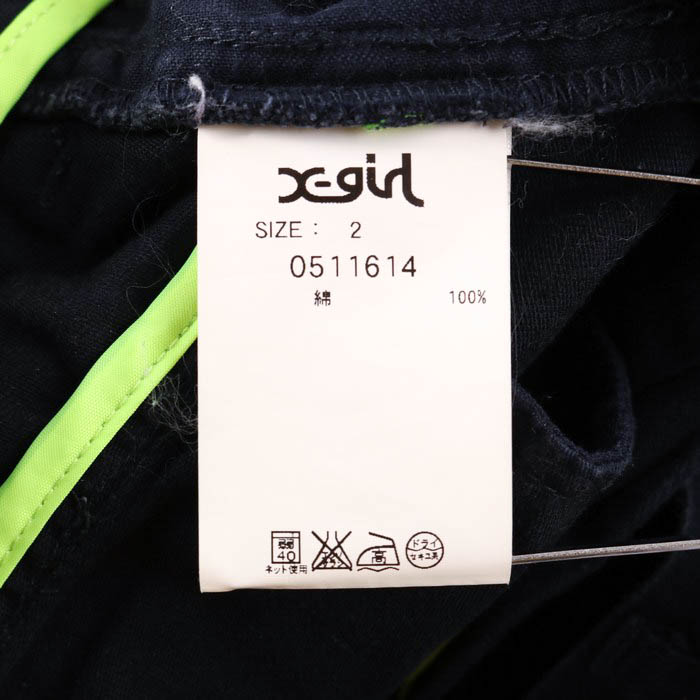 X-girl
SIZE : 2
0511614
綿 100%
弱 40 高 ドライ
ネット使用 セキユ系